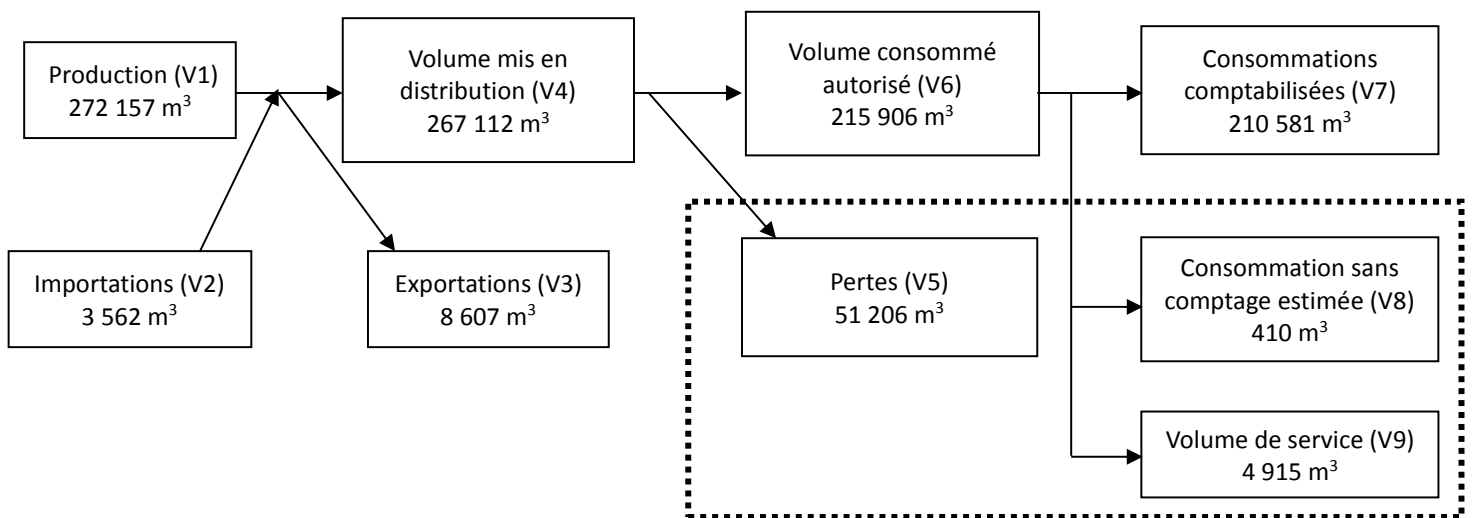 Production (V1)
272 157 m³
Volume mis en
distribution (V4)
267 112 m³
Volume consommé
autorisé (V6)
215 906 m³
Consommations
comptabilisées (V7)
210 581 m³
Importations (V2)
3 562 m³
Exportations (V3)
8 607 m³
Pertes (V5)
51 206 m³
Consommation sans
comptage estimée (V8)
410 m³
Volume de service (V9)
4 915 m³